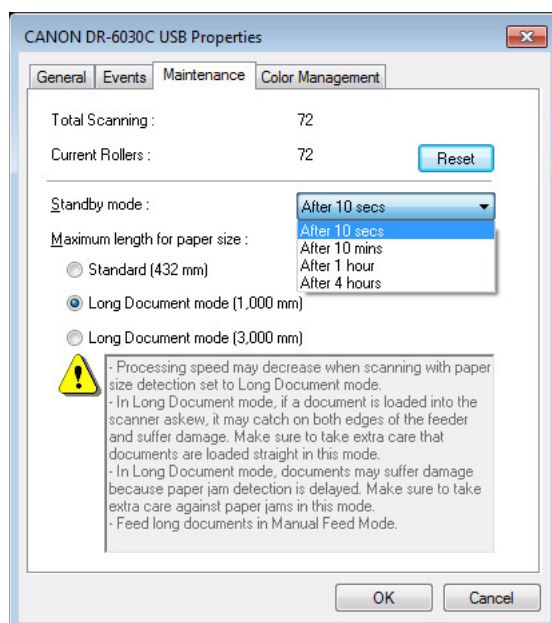 CANON DR-6030C USB Properties
General Events Maintenance Color Management
Total Scanning : 72
Current Rollers : 72 Reset
Standby mode : After 10 secs
After 10 secs
Maximum length for paper size : After 10 mins
After 1 hour
Standard (432 mm) After 4 hours
Long Document mode (1,000 mm)
Long Document mode (3,000 mm)
- Processing speed may decrease when scanning with paper
size detection set to Long Document mode.
- In Long Document mode, if a document is loaded into the
scanner askew, it may catch on both edges of the feeder
and suffer damage. Make sure to take extra care that
documents are loaded straight in this mode.
- In Long Document mode, documents may suffer damage
because paper jam detection is delayed. Make sure to take
extra care against paper jams in this mode.
- Feed long documents in Manual Feed Mode.
OK Cancel